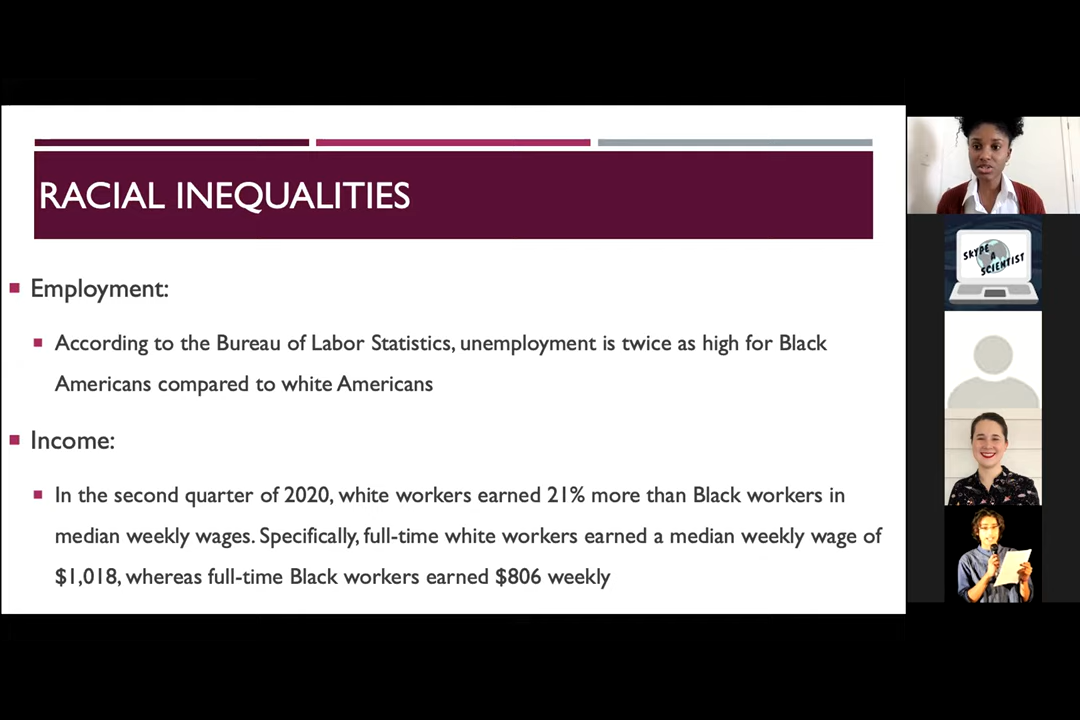 RACIAL INEQUALITIES
Employment:
According to the Bureau of Labor Statistics, unemployment is twice as high for Black
Americans compared to white Americans
Income:
In the second quarter of 2020, white workers earned 21% more than Black workers in
median weekly wages. Specifically, full-time white workers earned a median weekly wage of
$1,018, whereas full-time Black workers earned $806 weekly
SKYPE
A
SCIENTIST